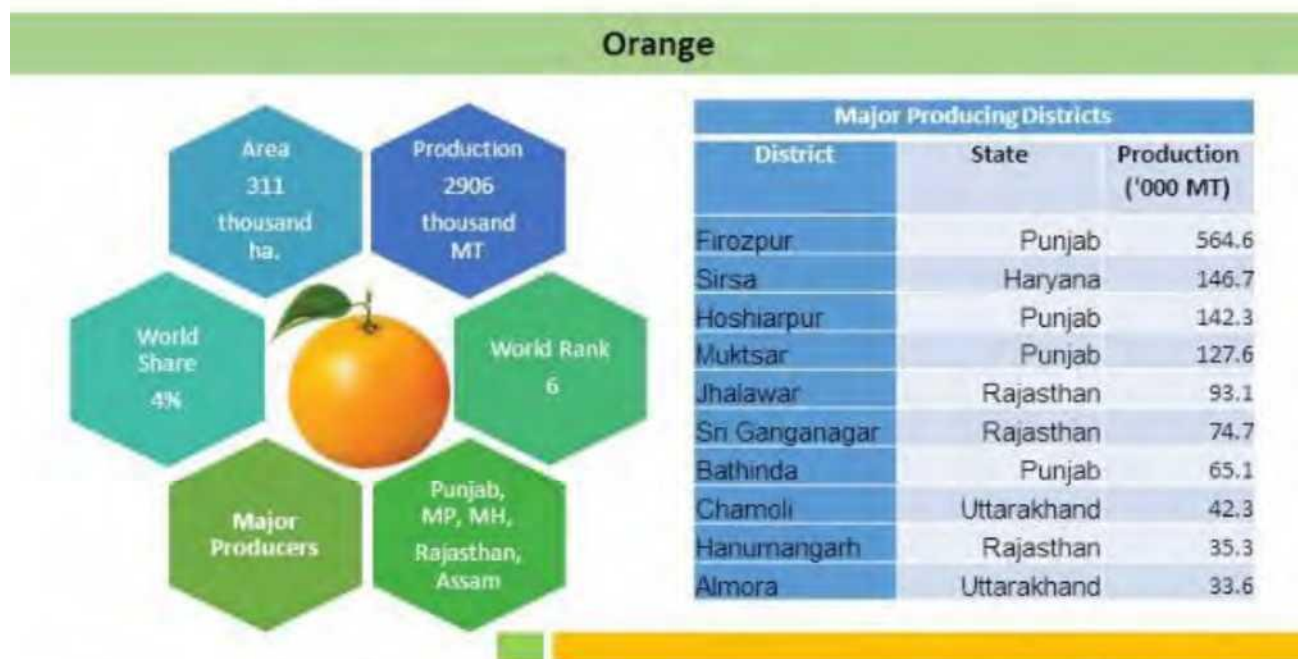 Orange
Area
311
thousand
ha.
Production
2906
thousand
MT
World
Share
4%
World Rank
6
Major
Producers
Punjab,
MP, MH,
Rajasthan,
Assam
Major Producing Districts
District State Production
('000 MT)
Firozpur Punjab 564.6
Sirsa Haryana 146.7
Hoshiarpur Punjab 142.3
Muktsar Punjab 127.6
Jhalawar Rajasthan 93.1
Sri Ganganagar Rajasthan 74.7
Bathinda Punjab 65.1
Chamoli Uttarakhand 42.3
Hanumangarh Rajasthan 35.3
Almora Uttarakhand 33.6